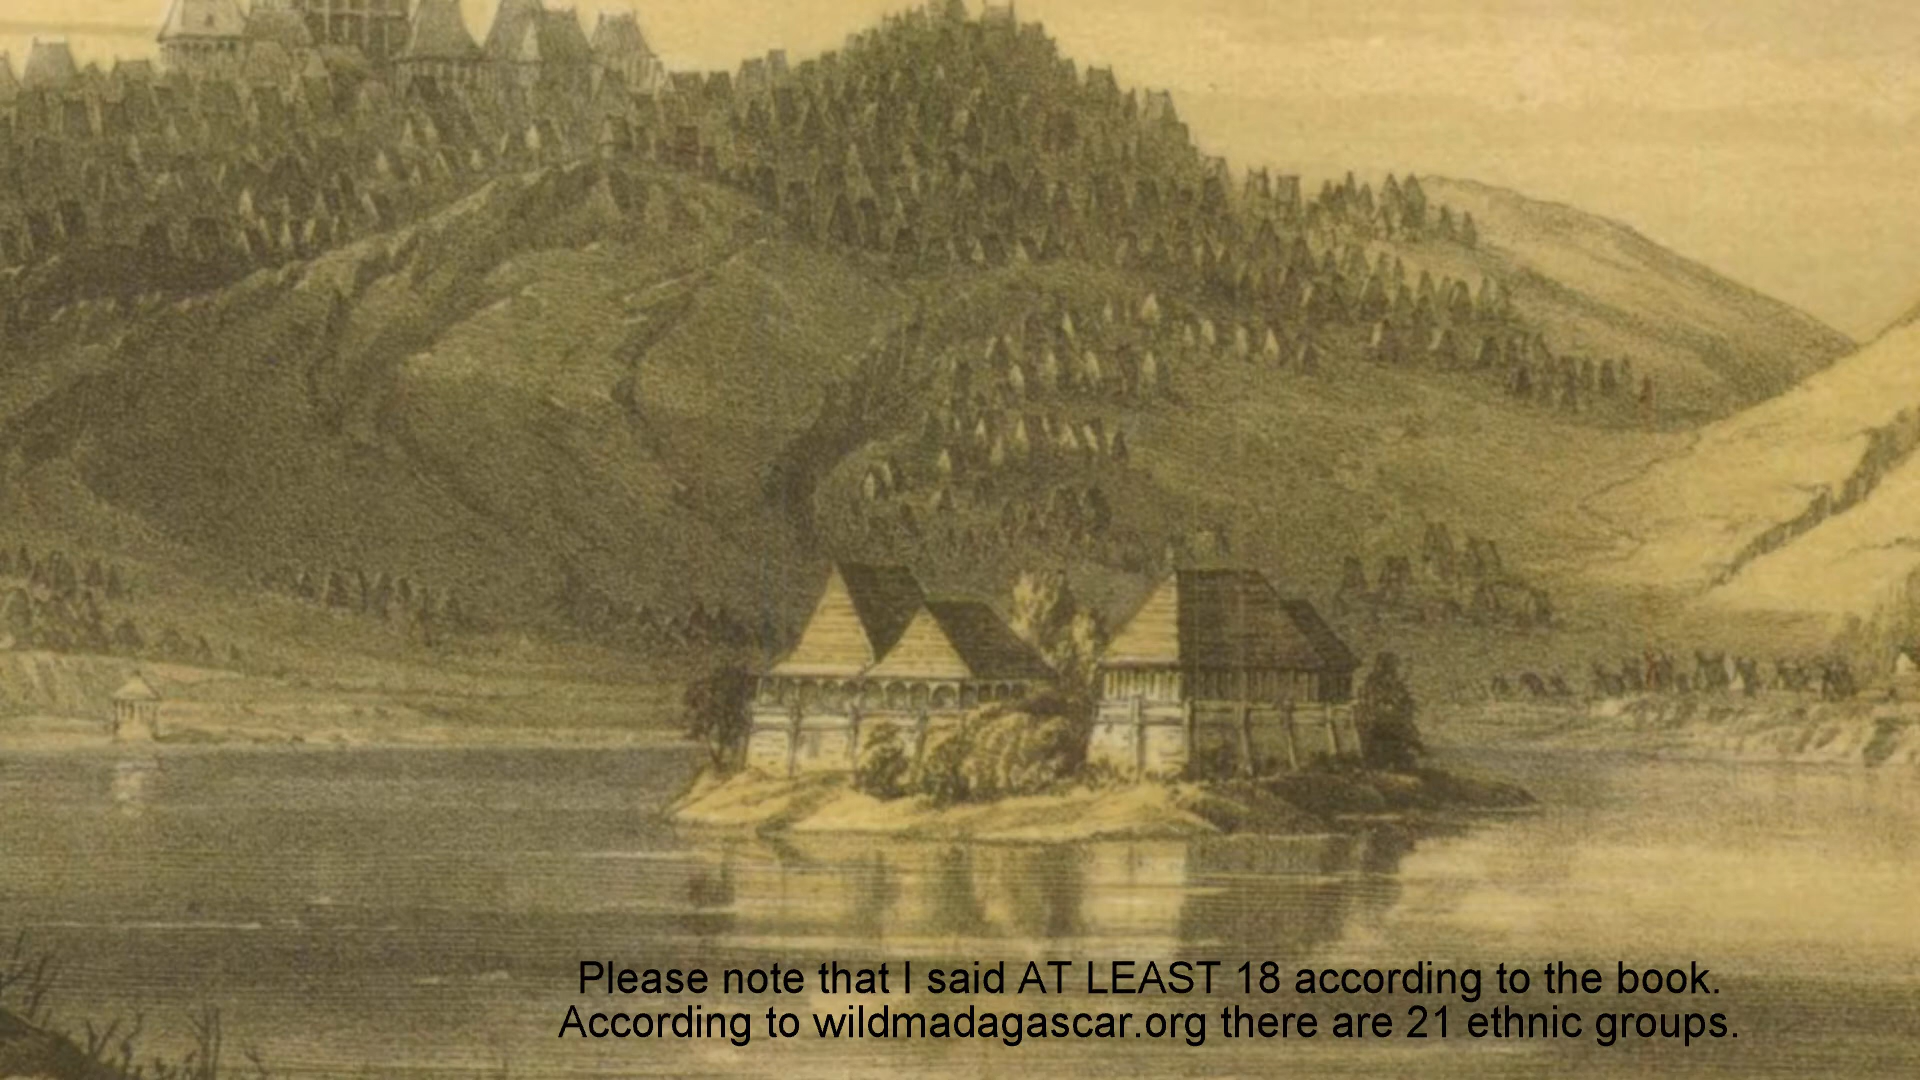 Please note that I said AT LEAST 18 according to the book.
According to wildmadagascar.org there are 21 ethnic groups.